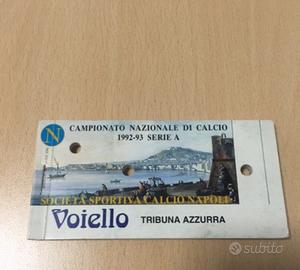 N
CAMPIONATO NAZIONALE DI CALCIO
1992-93 SERIE A
SOCIETÀ SPORTIVA CALCIO NAPOLI
Voiello TRIBUNA AZZURRA
subito